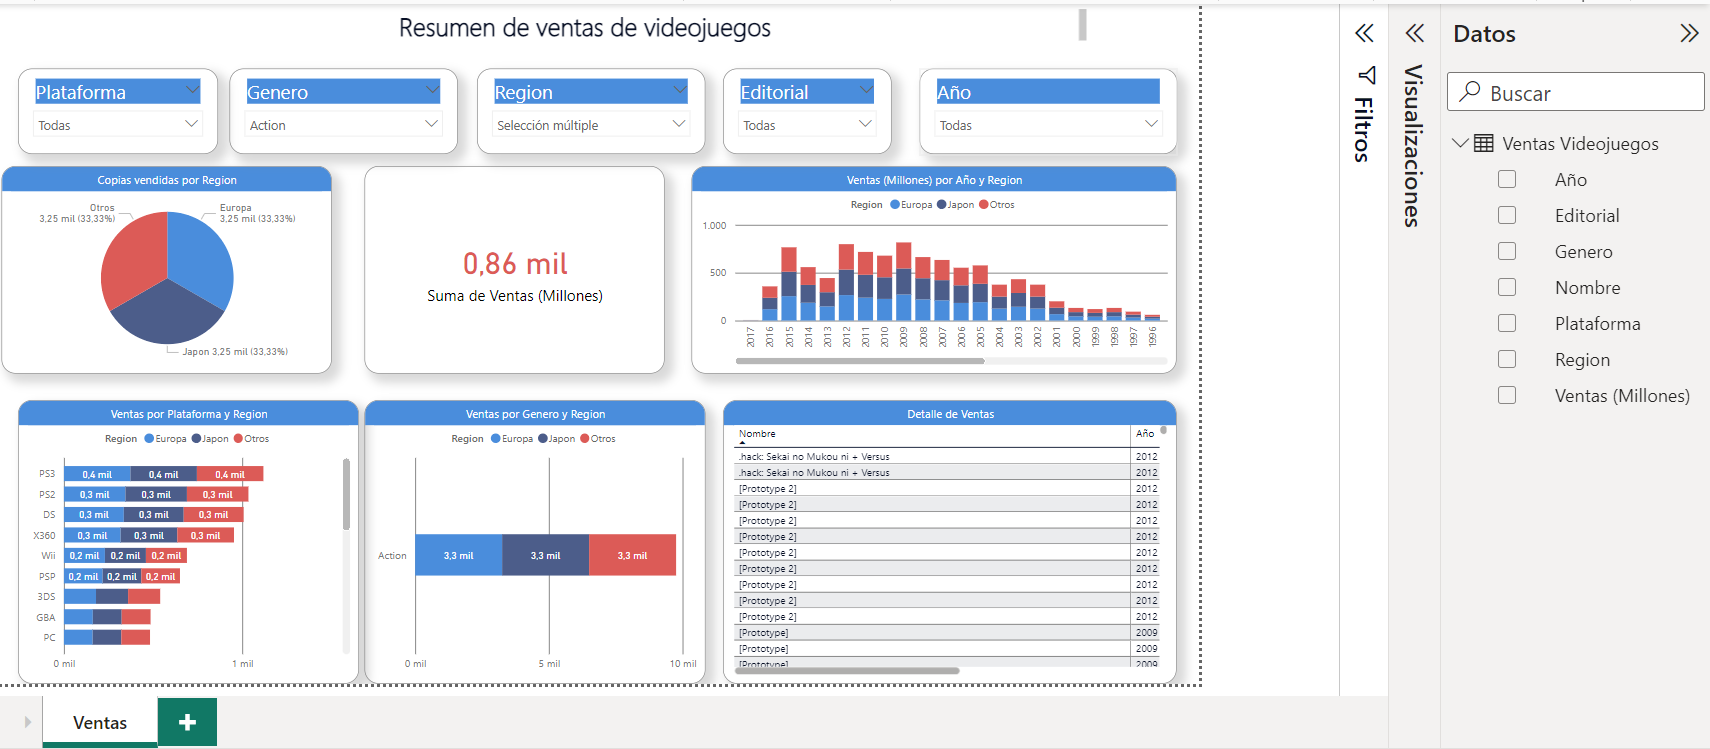 Resumen de ventas de videojuegos
Plataforma
Todas
Genero
Action
Region
Selección múltiple
Editorial
Todas
Año
Todas
Copias vendidas por Region
Otros
3,25 mil (33,33%)
Europa
3,25 mil (33,33%)
Japon 3,25 mil (33,33%)
0,86 mil
Suma de Ventas (Millones)
Ventas (Millones) por Año y Region
Region Europa Japon Otros
1.000
500
0
2017 2016 2015 2014 2013 2012 2011 2010 2009 2008 2007 2006 2005 2004 2003 2002 2001 2000 1999 1998 1997 1996
Ventas por Plataforma y Region
Region Europa Japon Otros
PS3 0,4 mil 0,4 mil 0,4 mil
PS2 0,3 mil 0,3 mil 0,3 mil
DS 0,3 mil 0,3 mil 0,3 mil
X360 0,3 mil 0,3 mil 0,3 mil
Wii 0,2 mil 0,2 mil 0,2 mil
PSP 0,2 mil 0,2 mil 0,2 mil
3DS
GBA
PC
0 mil 1 mil
Ventas por Genero y Region
Region Europa Japon Otros
Action 3,3 mil 3,3 mil 3,3 mil
0 mil 5 mil 10 mil
Detalle de Ventas
Nombre Año
.hack: Sekai no Mukou ni + Versus 2012
.hack: Sekai no Mukou ni + Versus 2012
[Prototype 2] 2012
[Prototype 2] 2012
[Prototype 2] 2012
[Prototype 2] 2012
[Prototype 2] 2012
[Prototype 2] 2012
[Prototype 2] 2012
[Prototype 2] 2012
[Prototype 2] 2012
[Prototype] 2009
[Prototype] 2009
[Prototype] 2009
Ventas
Filtros
Visualizaciones
Datos
Buscar
Ventas Videojuegos
Año
Editorial
Genero
Nombre
Plataforma
Region
Ventas (Millones)